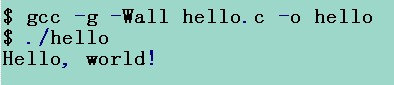 $ gcc -g -Wall hello.c -o hello
$ ./hello
Hello, world!